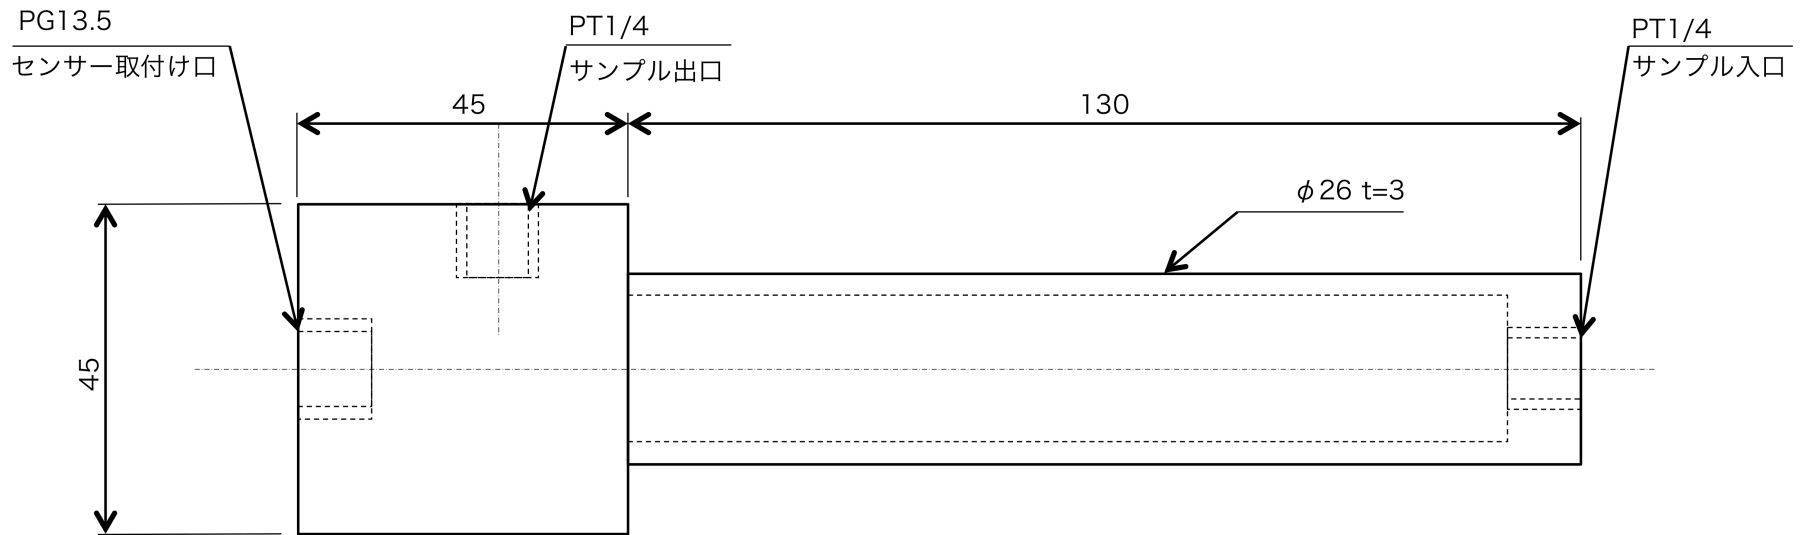 PG13.5
センサー取付け口
PT1/4
サンプル出口
PT1/4
サンプル入口
45
130
φ26 t=3
45